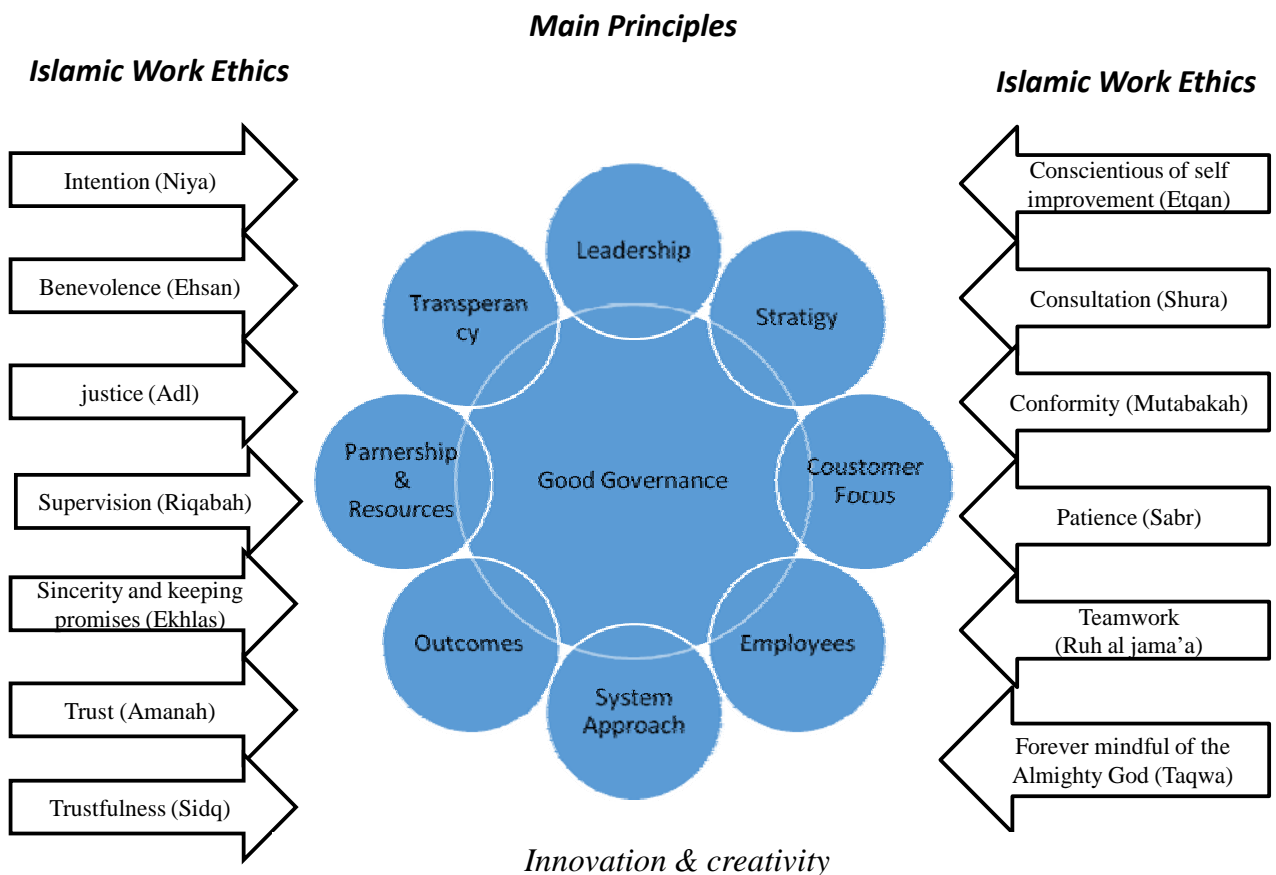 Main Principles
Islamic Work Ethics
Intention (Niya)
Benevolence (Ehsan)
justice (Adl)
Supervision (Riqabah)
Sincerity and keeping
promises (Ekhlas)
Trust (Amanah)
Trustfulness (Sidq)
Leadership
Stratigy
Coustomer
Focus
Employees
System
Approach
Outcomes
Parnership
&
Resources
Transperan
cy
Good Governance
Islamic Work Ethics
Conscientious of self
improvement (Etqan)
Consultation (Shura)
Conformity (Mutabakah)
Patience (Sabr)
Teamwork
(Ruh al jama’a)
Forever mindful of the
Almighty God (Taqwa)
Innovation & creativity